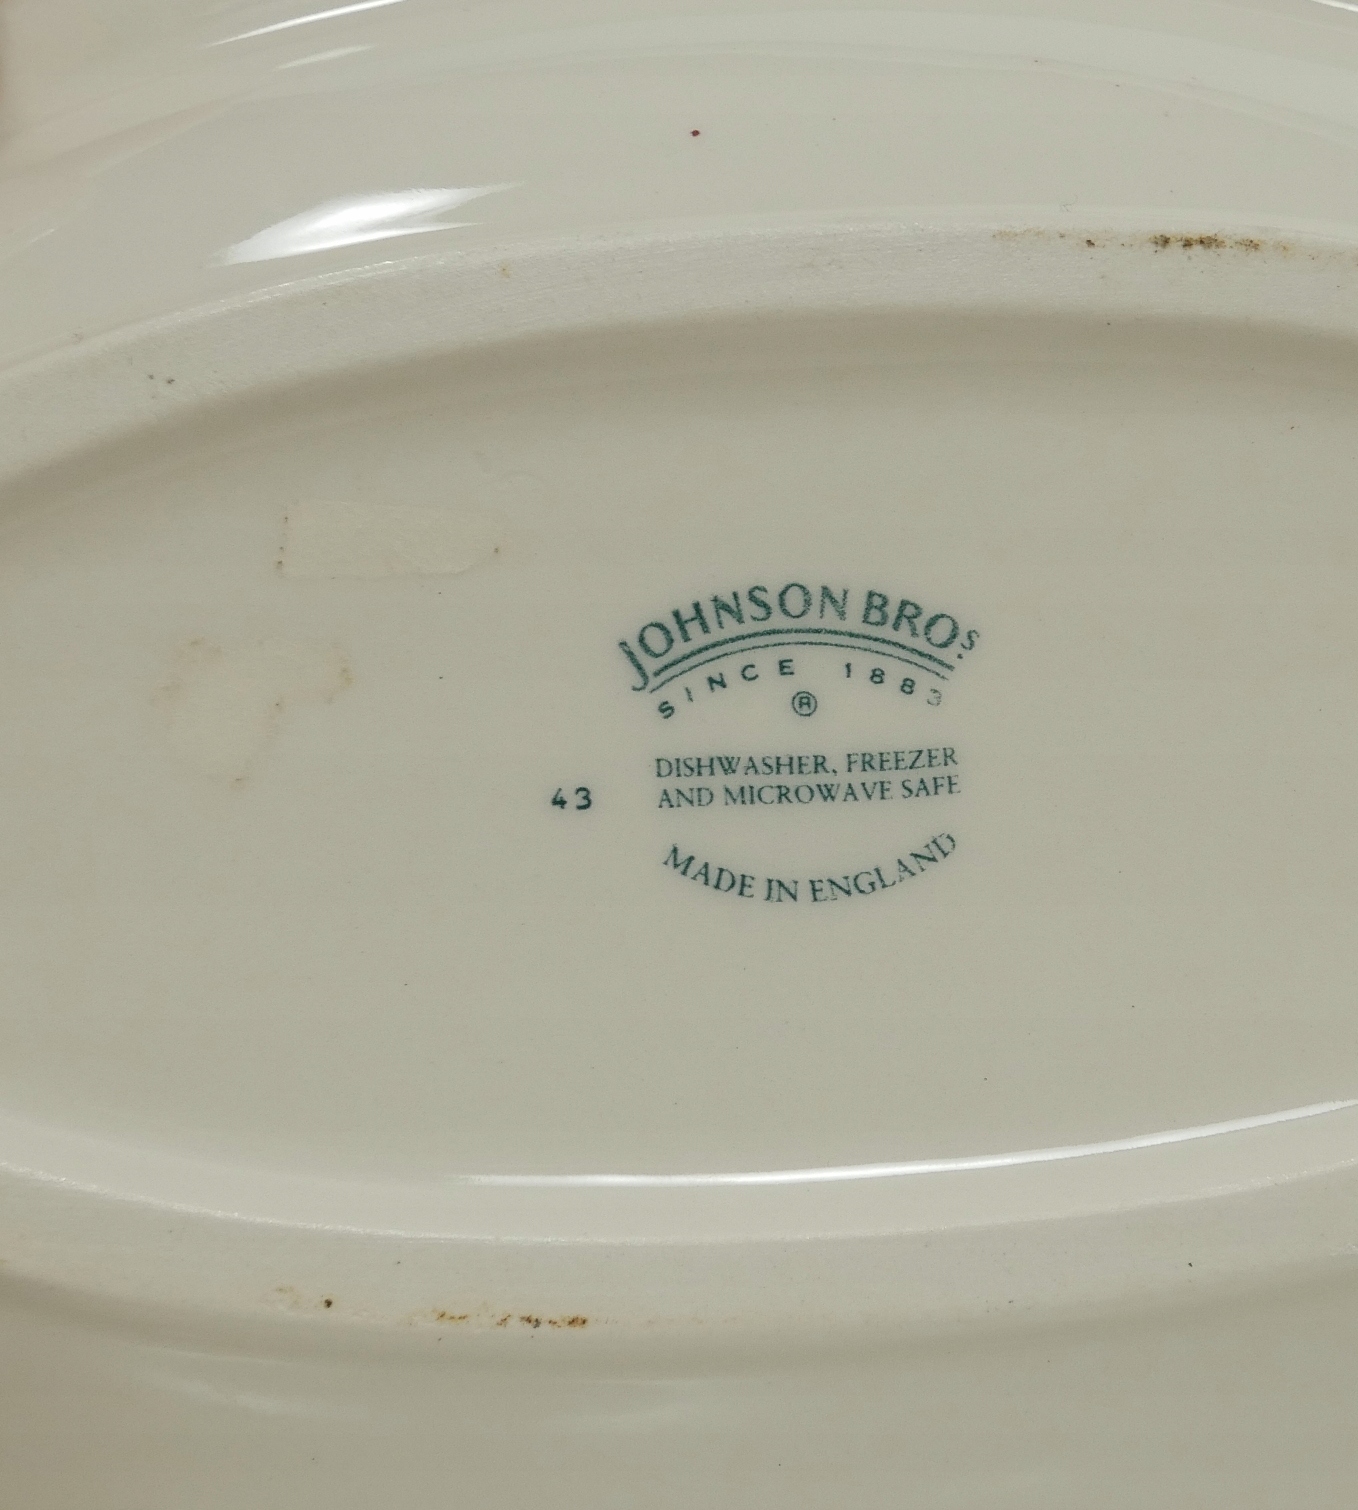 JOHNSON BROS.
SINCE 1883
®
DISHWASHER, FREEZER
AND MICROWAVE SAFE
43
MADE IN ENGLAND